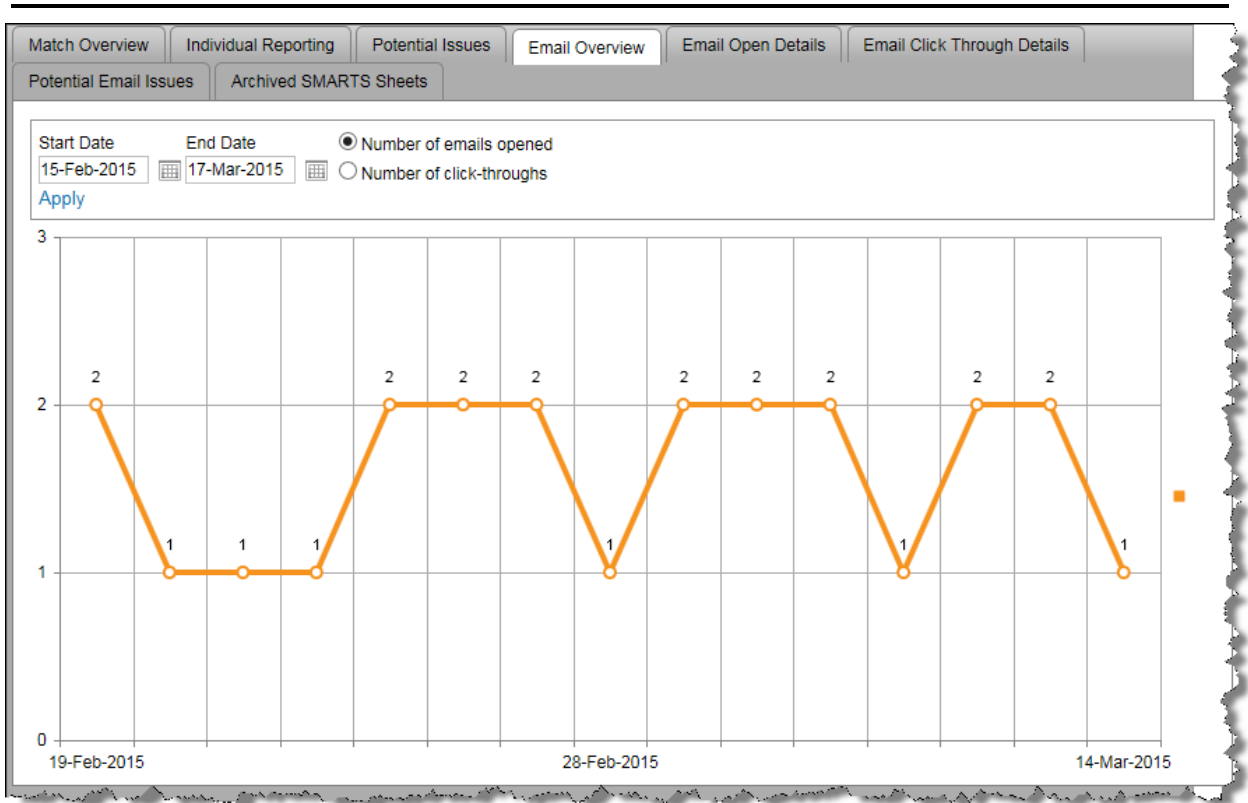 Match Overview Individual Reporting Potential Issues Email Overview Email Open Details Email Click Through Details
Potential Email Issues Archived SMARTS Sheets
Start Date End Date Number of emails opened
15-Feb-2015 17-Mar-2015 Number of click-throughs
Apply
3
2 2 2 2 2 2 2 2 2
2
1 1 1 1 1 1
1
0
19-Feb-2015 28-Feb-2015 14-Mar-2015